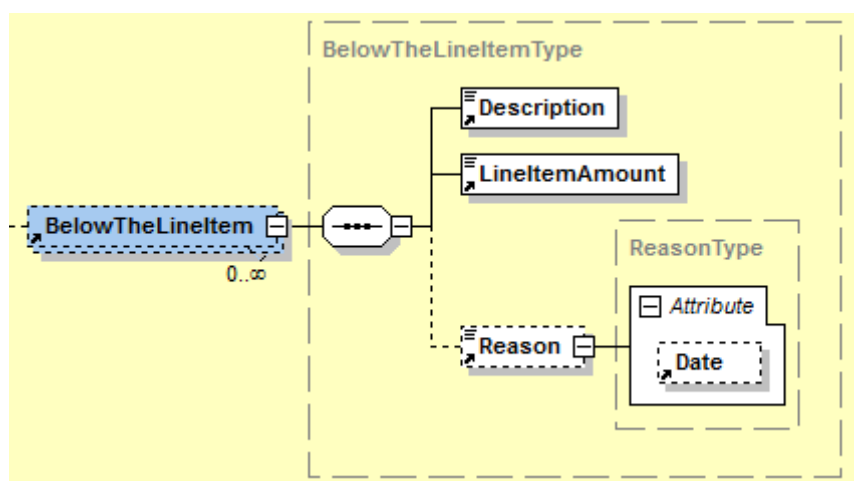 BelowTheLineItemType
Description
LineItemAmount
BelowTheLineItem
0..∞
ReasonType
Attribute
Reason
Date